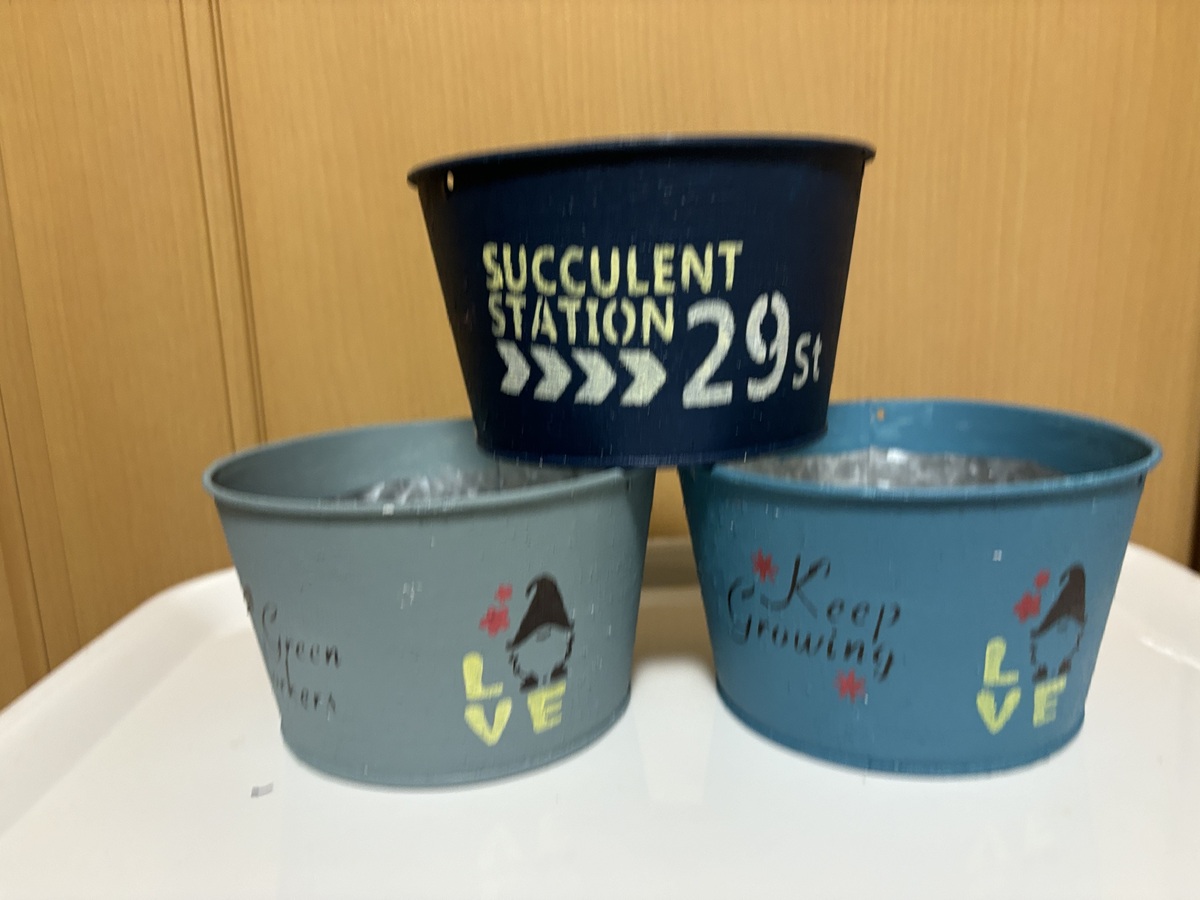 SUCCULENT
STATION
29St
Green
Keep
Growing
L
VE
L
VE